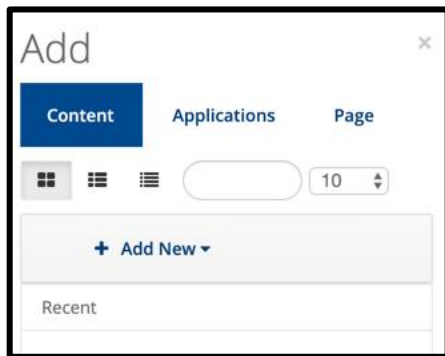 Add ×
Content Applications Page
10
+ Add New
Recent